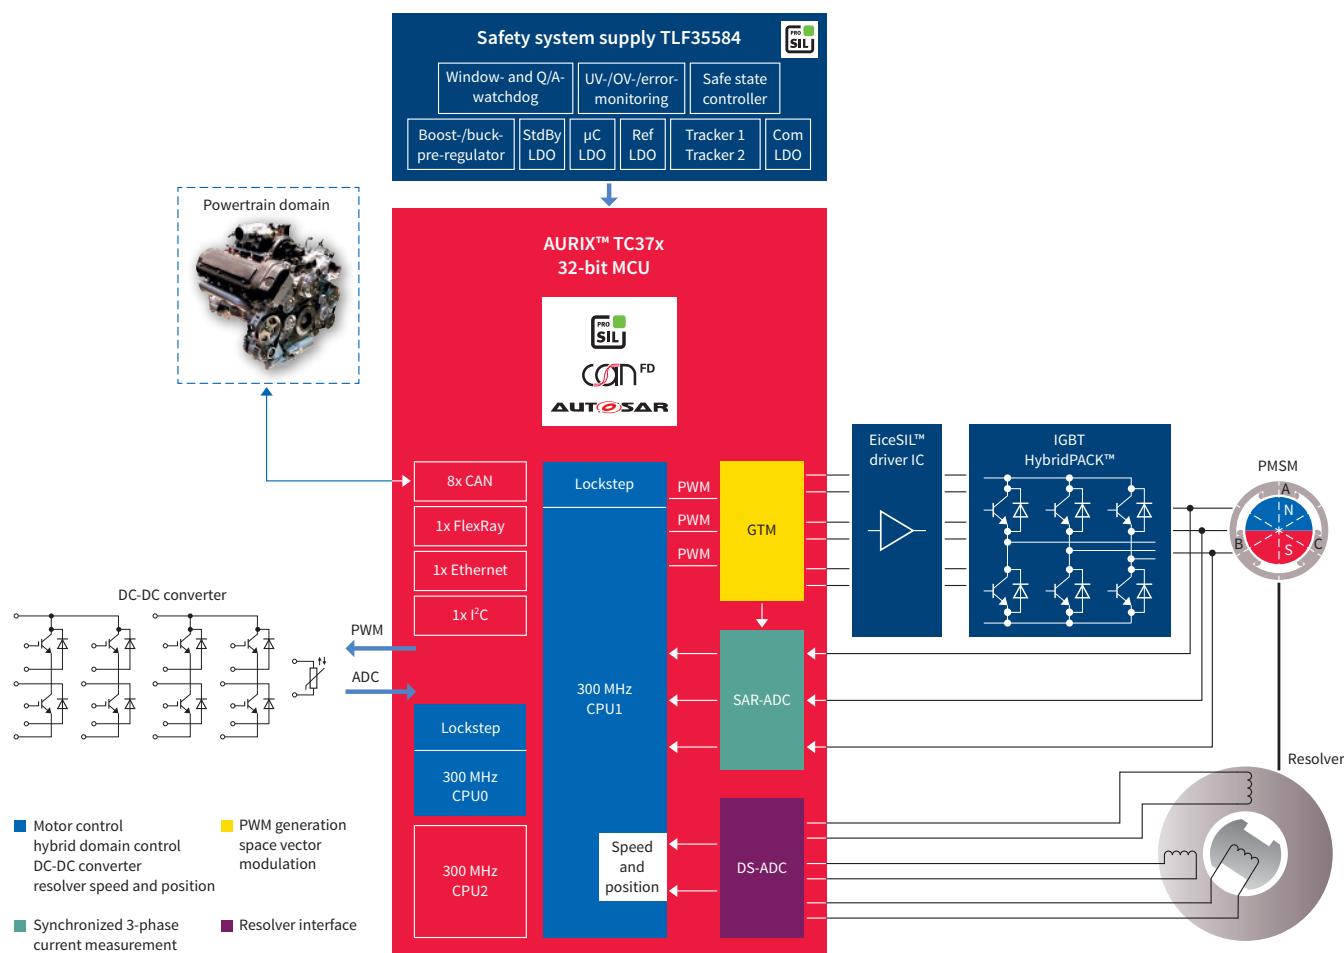 Safety system supply TLF35584
PRO
SIL
Window- and Q/A-
watchdog
UV-/OV-/error-
monitoring
Safe state
controller
Boost-/buck-
pre-regulator
StdBy
LDO
µC
LDO
Ref
LDO
Tracker 1
Tracker 2
Com
LDO
Powertrain domain
AURIX™ TC37x
32-bit MCU
PRO
SIL
CAN FD
AUTOSAR
8x CAN
1x FlexRay
1x Ethernet
1x I²C
Lockstep
300 MHz
CPU1
PWM
PWM
PWM
GTM
EiceSIL™
driver IC
IGBT
HybridPACK™
PMSM
A
N
B
C
S
DC-DC converter
PWM
ADC
Lockstep
300 MHz
CPU0
300 MHz
CPU2
SAR-ADC
Speed
and
position
DS-ADC
Resolver
Motor control
hybrid domain control
DC-DC converter
resolver speed and position
PWM generation
space vector
modulation
Synchronized 3-phase
current measurement
Resolver interface